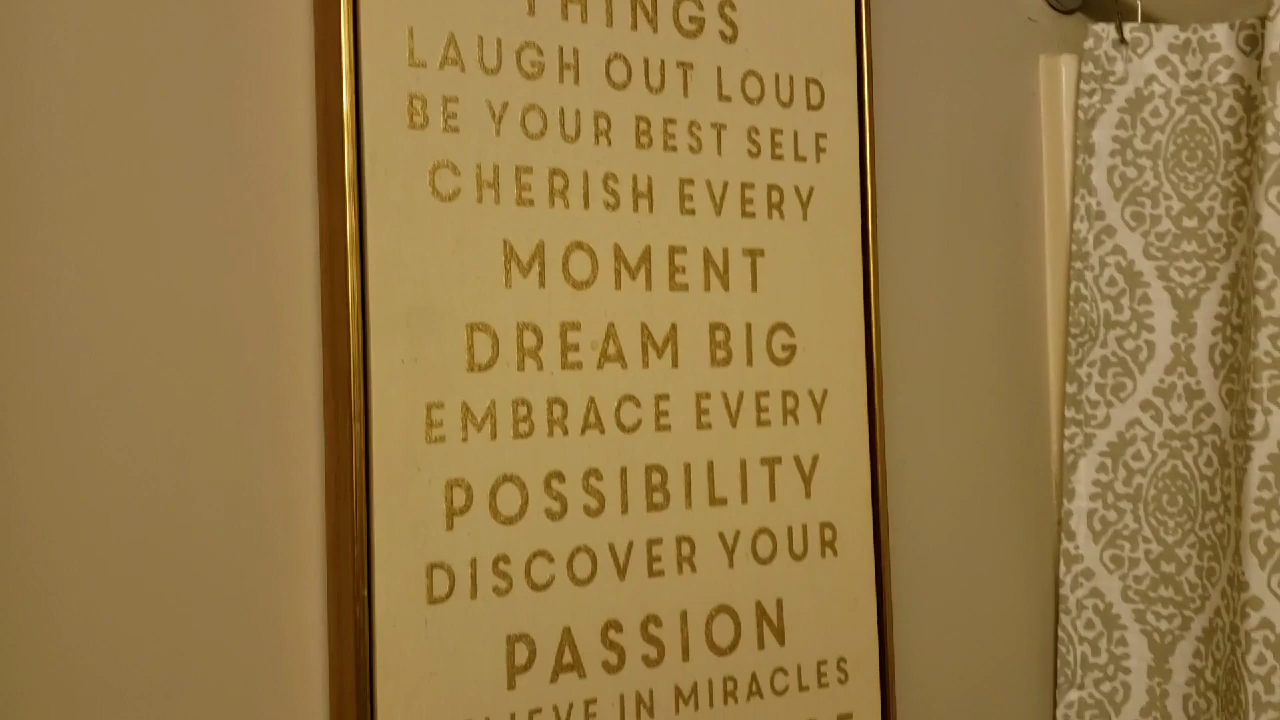 THINGS
LAUGH OUT LOUD
BE YOUR BEST SELF
CHERISH EVERY
MOMENT
DREAM BIG
EMBRACE EVERY
POSSIBILITY
DISCOVER YOUR
PASSION
IN MIRACLES